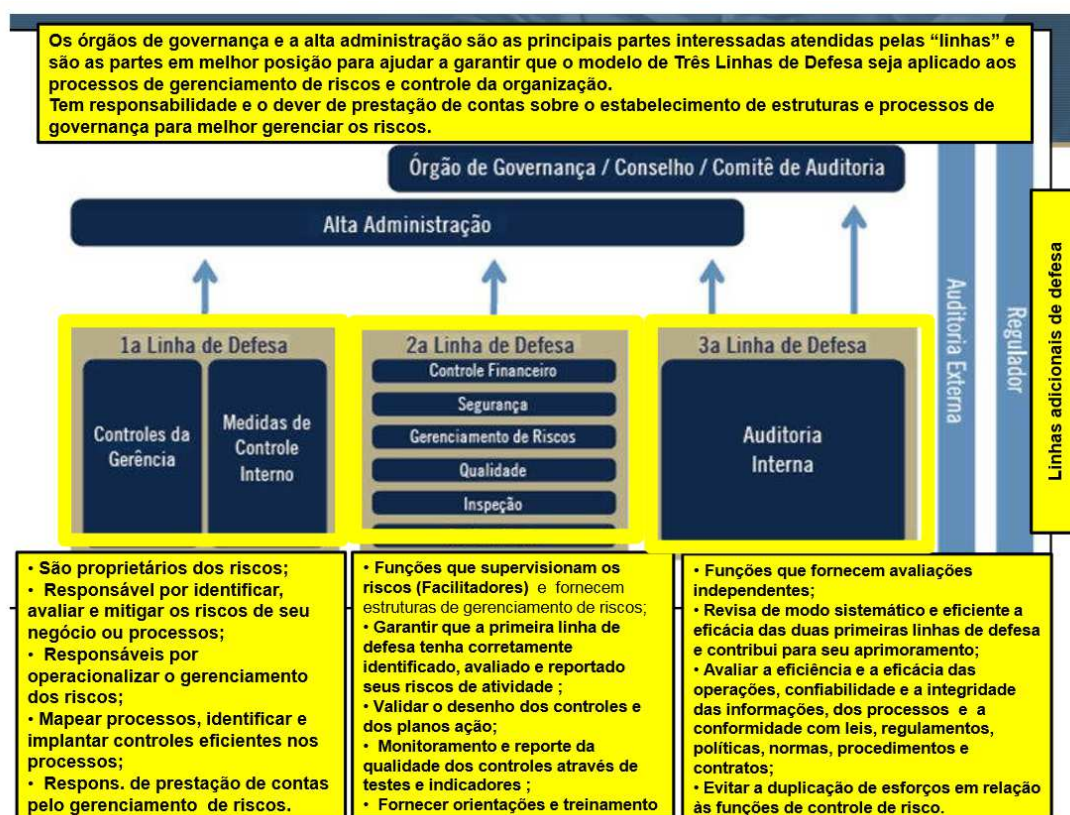 Os órgãos de governança e a alta administração são as principais partes interessadas atendidas pelas “linhas” e
são as partes em melhor posição para ajudar a garantir que o modelo de Três Linhas de Defesa seja aplicado aos
processos de gerenciamento de riscos e controle da organização.
Tem responsabilidade e o dever de prestação de contas sobre o estabelecimento de estruturas e processos de
governança para melhor gerenciar os riscos.
Órgão de Governança / Conselho / Comitê de Auditoria
Alta Administração
1a Linha de Defesa
Controles da
Gerência
Medidas de
Controle
Interno
2a Linha de Defesa
Controle Financeiro
Segurança
Gerenciamento de Riscos
Qualidade
Inspeção
3a Linha de Defesa
Auditoria
Interna
Auditoria Externa
Regulador
Linhas adicionais de defesa
• São proprietários dos riscos;
• Responsável por identificar,
avaliar e mitigar os riscos de seu
negócio ou processos;
• Responsáveis por
operacionalizar o gerenciamento
dos riscos;
• Mapear processos, identificar e
implantar controles eficientes nos
processos;
• Respons. de prestação de contas
pelo gerenciamento de riscos.
• Funções que supervisionam os
riscos (Facilitadores) e fornecem
estruturas de gerenciamento de riscos;
• Garantir que a primeira linha de
defesa tenha corretamente
identificado, avaliado e reportado
seus riscos de atividade ;
• Validar o desenho dos controles e
dos planos ação;
• Monitoramento e reporte da
qualidade dos controles através de
testes e indicadores ;
• Fornecer orientações e treinamento
• Funções que fornecem avaliações
independentes;
• Revisa de modo sistemático e eficiente a
eficácia das duas primeiras linhas de defesa
e contribui para seu aprimoramento;
• Avaliar a eficiência e a eficácia das
operações, confiabilidade e a integridade
das informações, dos processos e a
conformidade com leis, regulamentos,
políticas, normas, procedimentos e
contratos;
• Evitar a duplicação de esforços em relação
às funções de controle de risco.